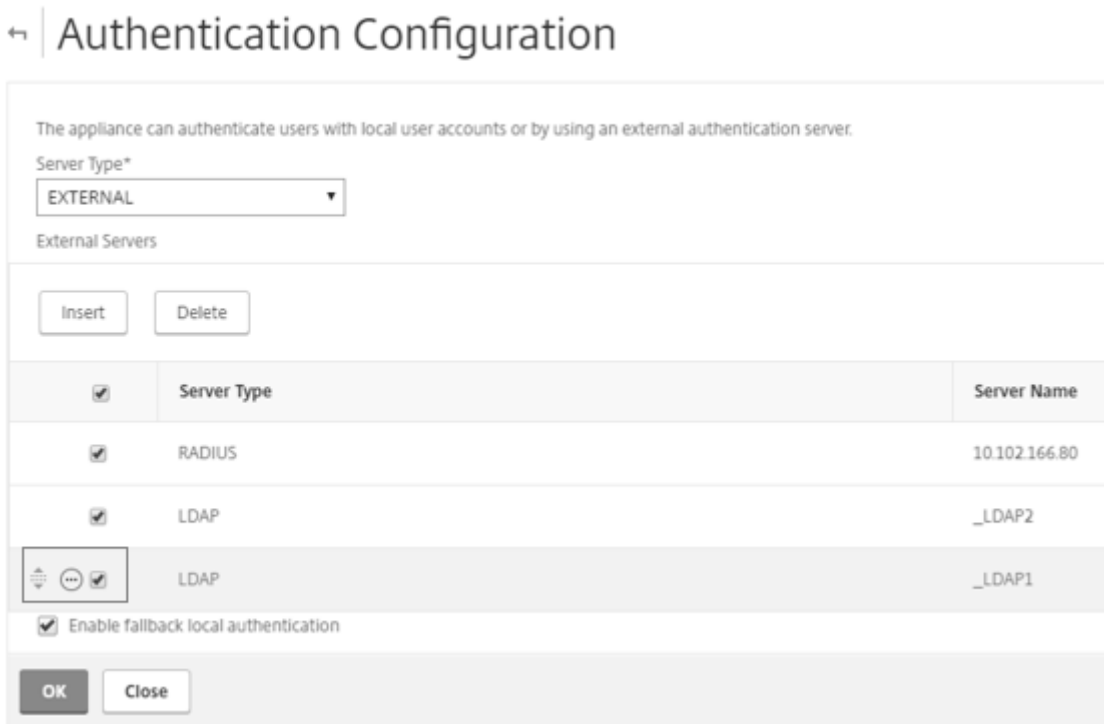 Authentication Configuration
The appliance can authenticate users with local user accounts or by using an external authentication server.
Server Type*
EXTERNAL
External Servers
Insert Delete
Server Type Server Name
RADIUS 10.102.166.80
LDAP _LDAP2
LDAP _LDAP1
Enable fallback local authentication
OK Close